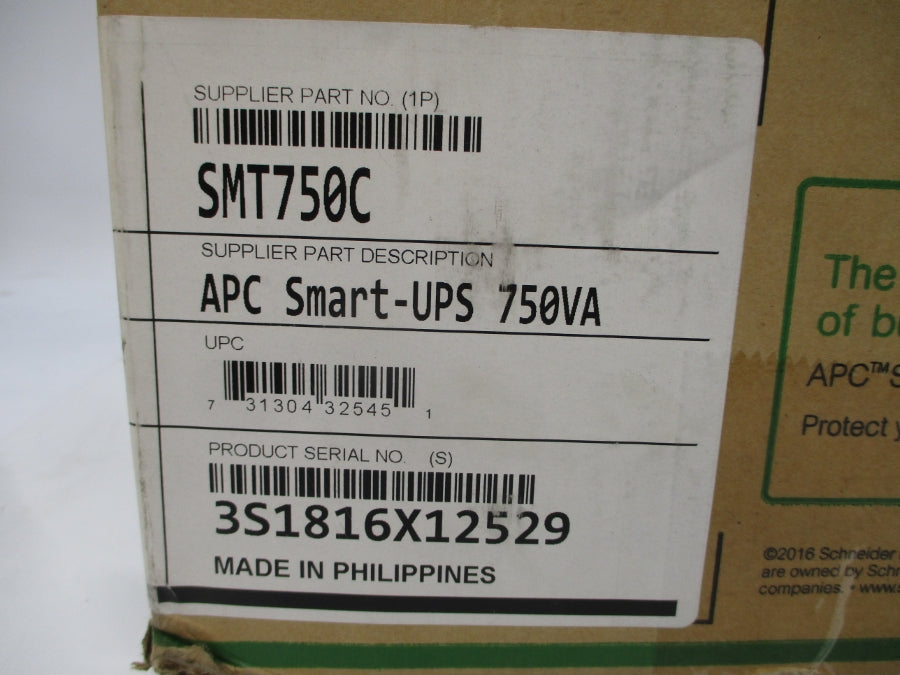 SUPPLIER PART NO. (1P)
SMT750C
SUPPLIER PART DESCRIPTION
APC Smart-UPS 750VA
UPC
7 31304 32545 1
PRODUCT SERIAL NO. (S)
3S1816X12529
MADE IN PHILIPPINES
The
of b
APC™S
Protect y
©2016 Schneider
are owned by Schn
companies. • www.